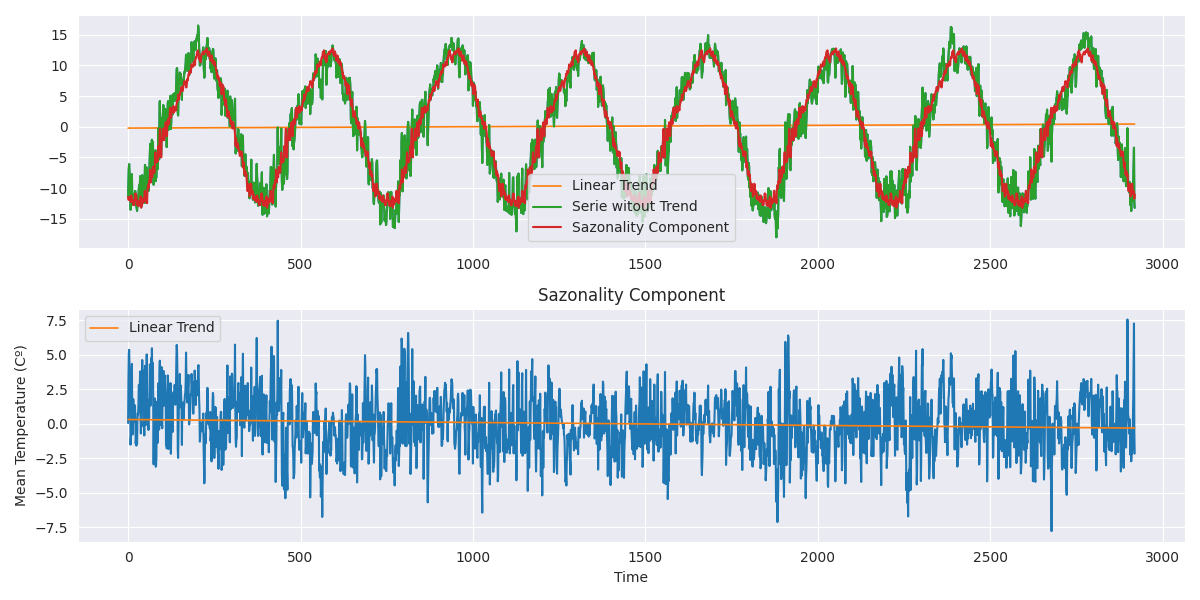 15
10
5
0
−5
−10
−15
Linear Trend
Serie witout Trend
Sazonality Component
0 500 1000 1500 2000 2500 3000
Sazonality Component
Mean Temperature (Cº)
7.5
5.0
2.5
0.0
−2.5
−5.0
−7.5
Linear Trend
0 500 1000 1500 2000 2500 3000
Time